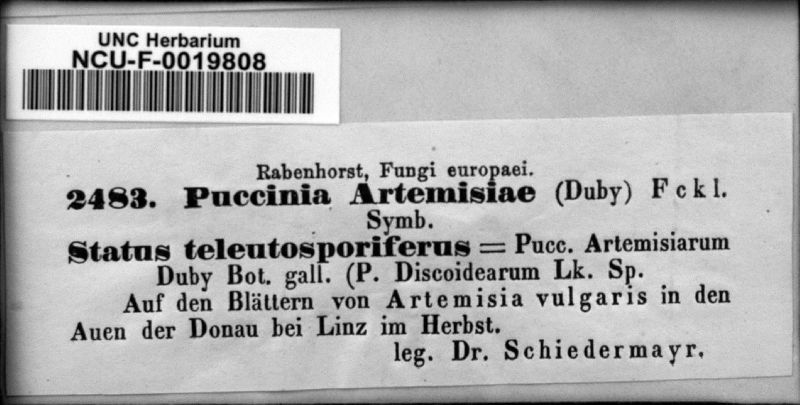 UNC Herbarium
NCU-F-0019808
Rabenhorst, Fungi europaei.
2483. Puccinia Artemisiae (Duby) Fckl.
Symb.
Status teleutosporiferus = Pucc. Artemisiarum
Duby Bot. gall. (P. Discoidearum Lk. Sp.
Auf den Blättern von Artemisia vulgaris in den
Auen der Donau bei Linz im Herbst.
leg. Dr. Schiedermayr.